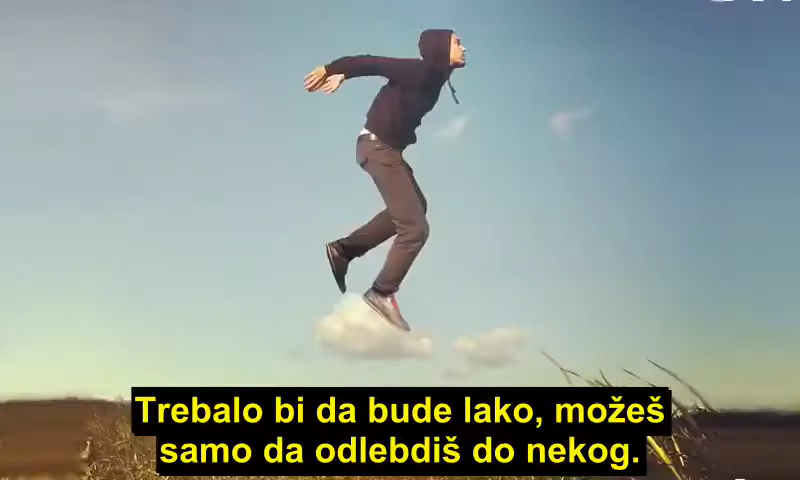 Trebalo bi da bude lako, možeš
samo da odlebdiš do nekog.